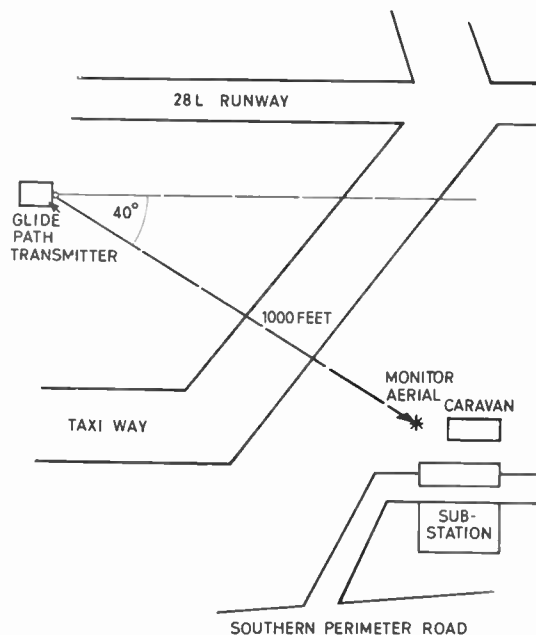 28L RUNWAY
40°
GLIDE
PATH
TRANSMITTER
1000 FEET
MONITOR
AERIAL
CARAVAN
TAXI WAY
SUB-
STATION
SOUTHERN PERIMETER ROAD